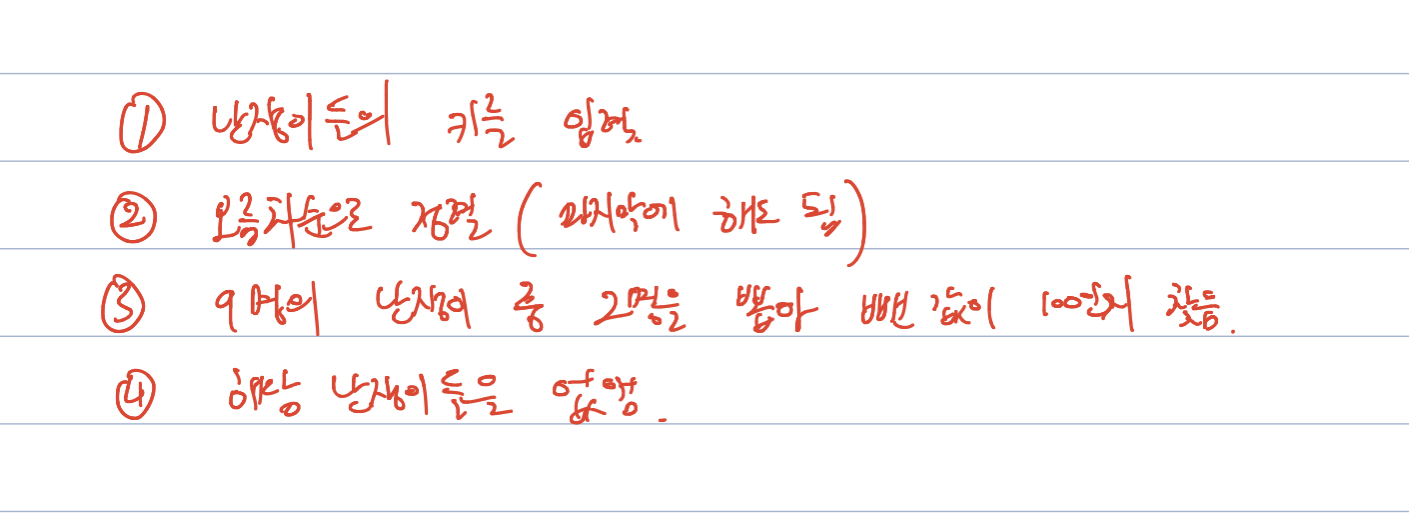 ① 난쟁이들의 키를 입력.
② 오름차순으로 정렬 ( 마지막에 해도 됨 )
③ 9명의 난쟁이 중 2명을 뽑아 뺀 값이 100인지 찾음.
④ 해당 난쟁이들을 없앰.